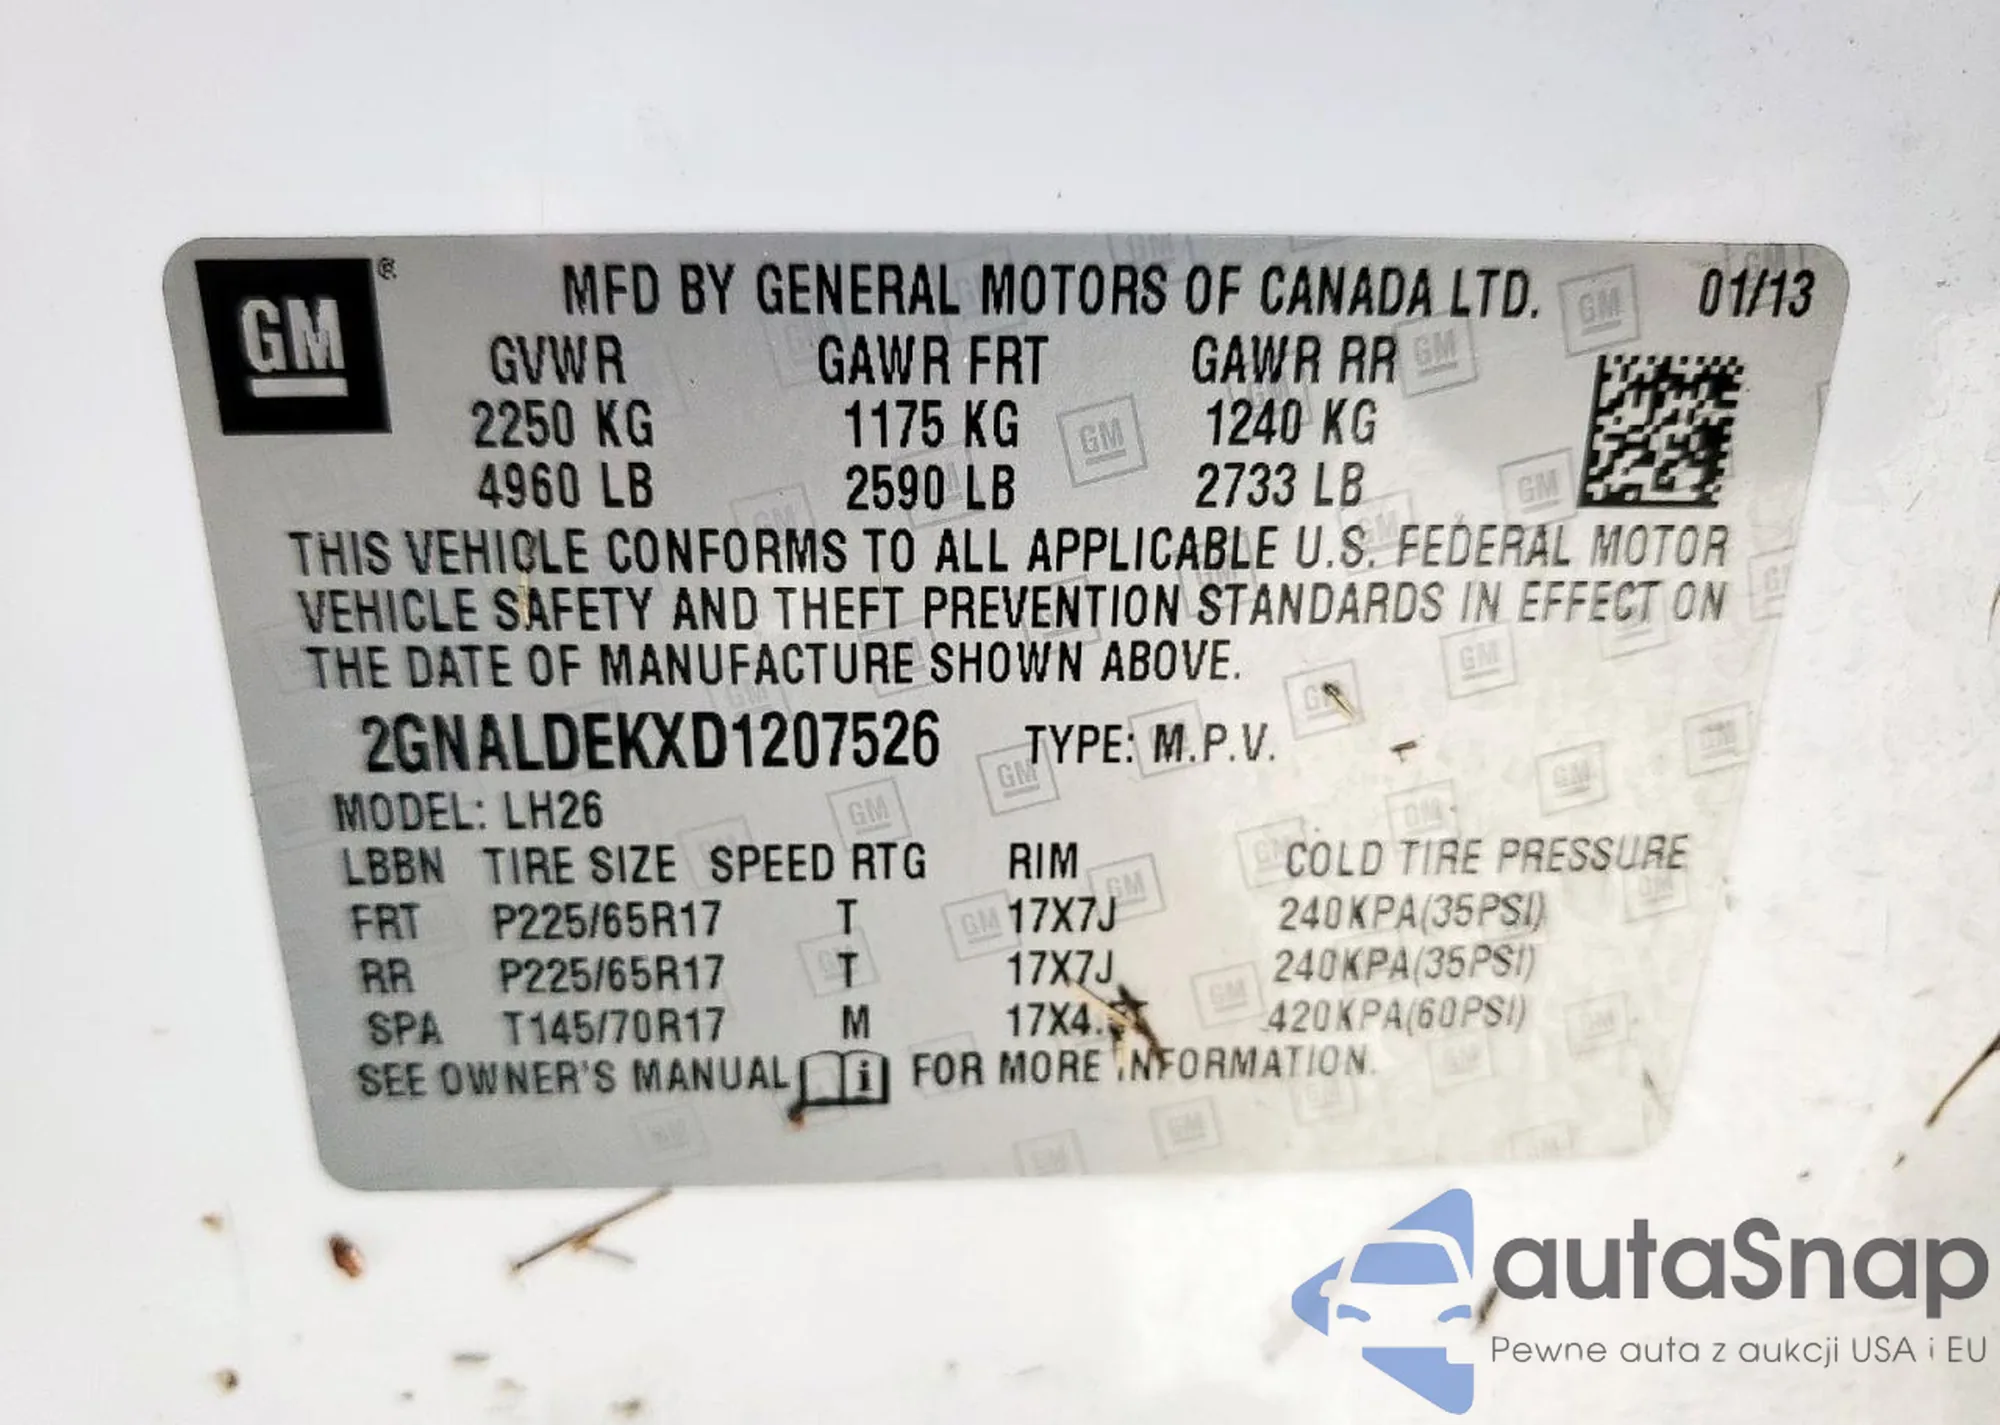 GM ® MFD BY GENERAL MOTORS OF CANADA LTD. 01/13
GVWR GAWR FRT GAWR RR
2250 KG 1175 KG 1240 KG
4960 LB 2590 LB 2733 LB
THIS VEHICLE CONFORMS TO ALL APPLICABLE U.S. FEDERAL MOTOR
VEHICLE SAFETY AND THEFT PREVENTION STANDARDS IN EFFECT ON
THE DATE OF MANUFACTURE SHOWN ABOVE.
2GNALDEKXD1207526 TYPE: M.P.V.
MODEL: LH26
LBBN TIRE SIZE SPEED RTG RIM COLD TIRE PRESSURE
FRT P225/65R17 T 17X7J 240KPA(35PSI)
RR P225/65R17 T 17X7J 240KPA(35PSI)
SPA T145/70R17 M 420KPA(60PSI)
SEE OWNER'S MANUAL i FOR MORE INFORMATION.
autaSnap
Pewne auta z aukcji USA i EU